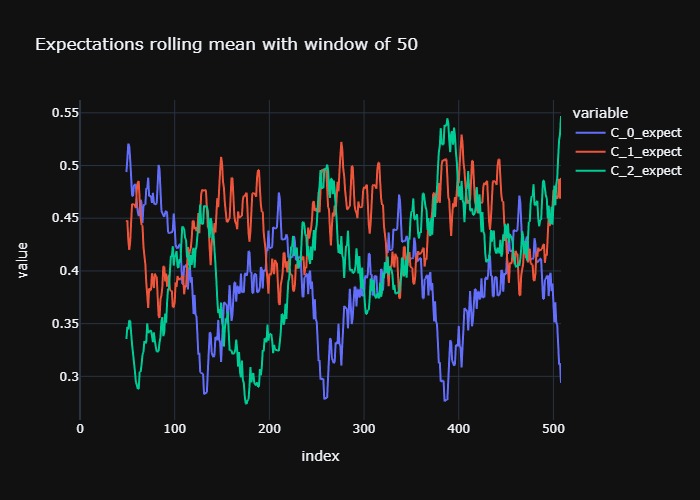 Expectations rolling mean with window of 50
variable
C_0_expect
C_1_expect
C_2_expect
value
0.55
0.5
0.45
0.4
0.35
0.3
0
100
200
300
400
500
index